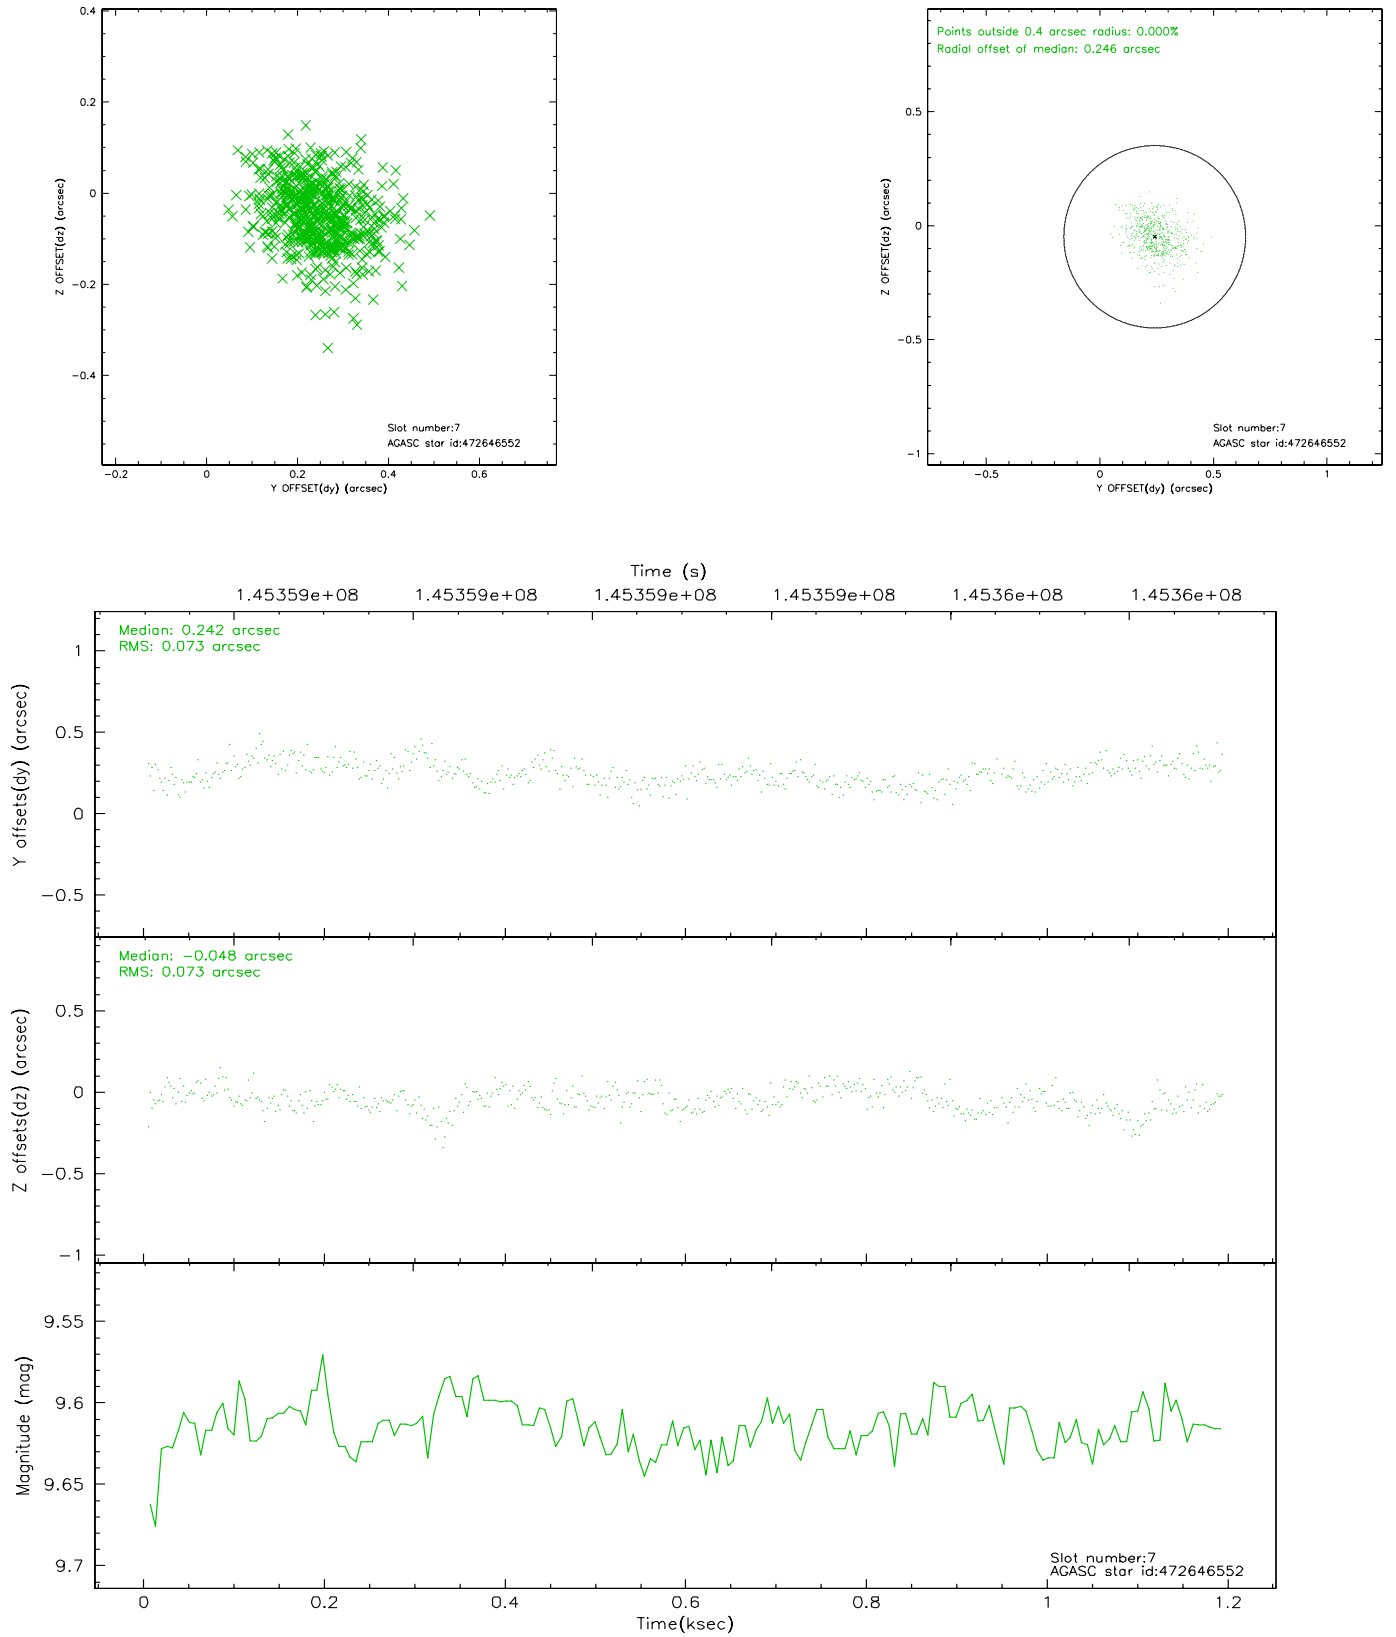 0.4
0.2
0
-0.2
-0.4
Z OFFSET(dz) (arcsec)
Slot number:7
AGASC star id:472646552
-0.2 0 0.2 0.4 0.6
Y OFFSET(dy) (arcsec)
Points outside 0.4 arcsec radius: 0.000%
Radial offset of median: 0.246 arcsec
0.5
0
-0.5
-1
Z OFFSET(dz) (arcsec)
Slot number:7
AGASC star id:472646552
-0.5 0 0.5 1
Y OFFSET(dy) (arcsec)
Time (s)
1.45359e+08 1.45359e+08 1.45359e+08 1.45359e+08 1.4536e+08 1.4536e+08
Median: 0.242 arcsec
RMS: 0.073 arcsec
1
0.5
0
-0.5
Y offsets(dy) (arcsec)
Median: -0.048 arcsec
RMS: 0.073 arcsec
0.5
0
-0.5
-1
Z offsets(dz) (arcsec)
9.55
9.6
9.65
9.7
Magnitude (mag)
Slot number:7
AGASC star id:472646552
0 0.2 0.4 0.6 0.8 1 1.2
Time(ksec)